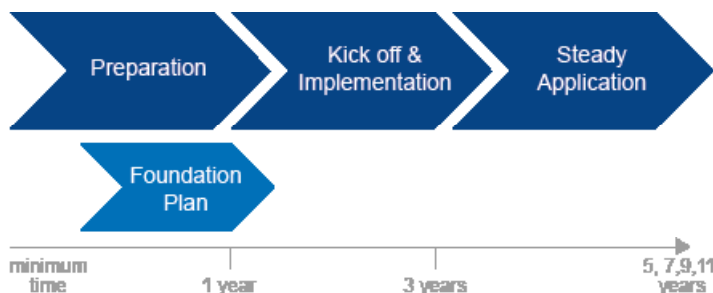 Preparation
Kick off &
Implementation
Steady
Application
Foundation
Plan
minimum
time
1 year
3 years
5, 7,9,11
years